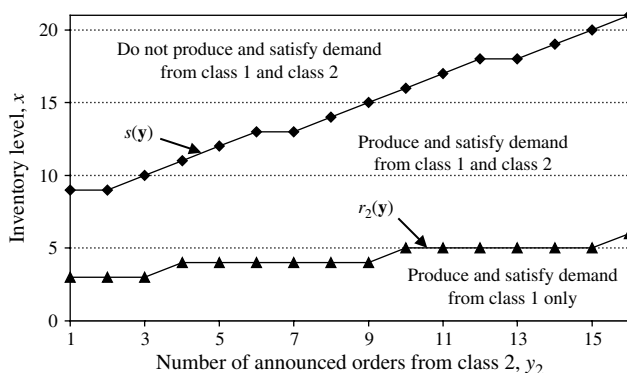 20
15
10
5
0
Inventory level, x
Do not produce and satisfy demand
from class 1 and class 2
s(y)
Produce and satisfy demand
from class 1 and class 2
r2(y)
Produce and satisfy demand
from class 1 only
1 3 5 7 9 11 13 15
Number of announced orders from class 2, y2